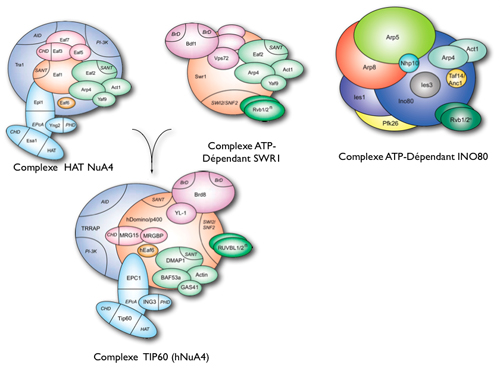 AID
Eaf7
CHD
Eaf3
Eaf5
PI-3K
Tra1
SANT
SANT
Eaf1
Eaf2
Arp4
Act1
Yaf9
Epl1
Eaf6
EPcA
Yng2
PHD
CHD
Esa1
HAT
Complexe HAT NuA4
BrD
BrD
Bdf1
Vps72
SANT
Eaf2
Swr1
Arp4
Act1
Yaf9
SWI2/SNF2
Rvb1/2
Complexe ATP-
Dépendant SWR1
Arp5
Arp8
Nhp10
Arp4
Act1
Taf14/
Anc1
Ies3
Ies1
Ino80
Rvb1/2
Pfk26
Complexe ATP-Dépendant INO80
BrD
BrD
Brd8
AID
SANT
YL-1
hDomino/p400
SWI2/
SNF2
TRRAP
CHD
MRG15
MRGBP
hEaf6
RUVBL1/2
PI-3K
SANT
DMAP1
BAF53a
Actin
GAS41
EPC1
EPcA
ING3
PHD
CHD
Tip60
HAT
Complexe TIP60 (hNuA4)